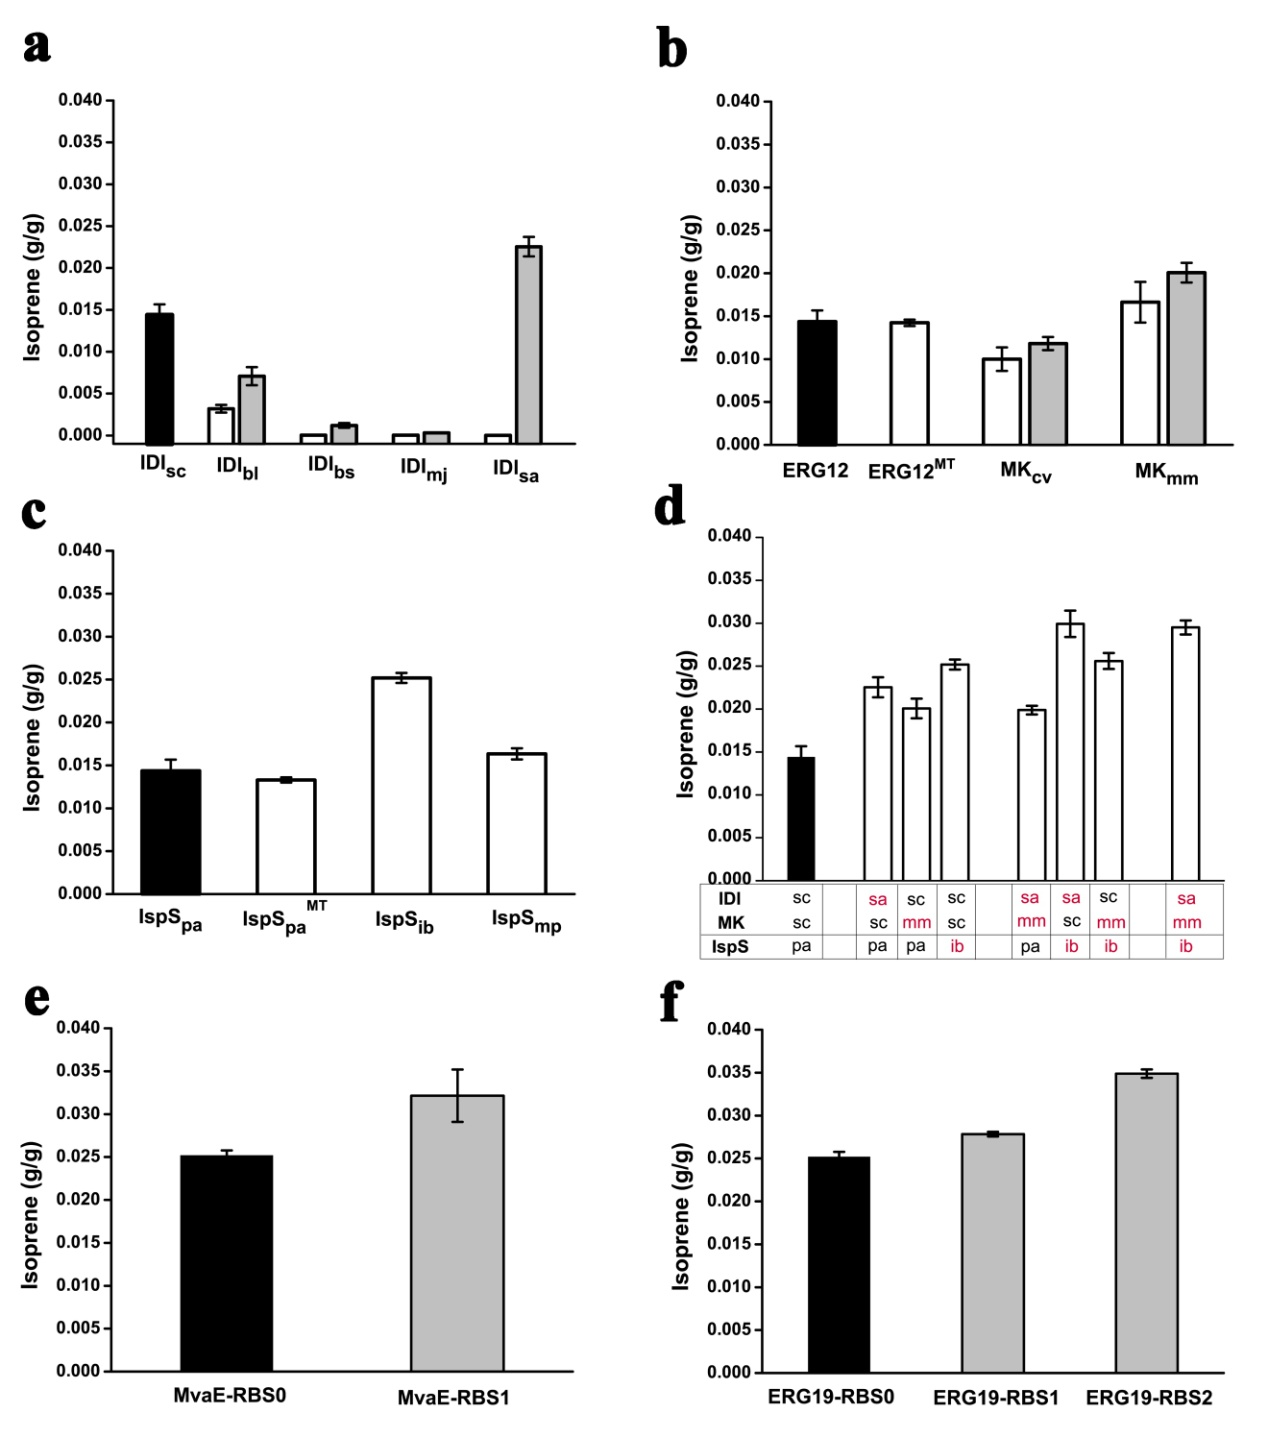 a
0.040
0.035
0.030
0.025
0.020
0.015
0.010
0.005
0.000
Isoprene (g/g)
IDIsc IDIbl IDIbs IDImj IDIsa
b
0.040
0.035
0.030
0.025
0.020
0.015
0.010
0.005
0.000
Isoprene (g/g)
ERG12 ERG12MT MKcv MKmm
c
0.040
0.035
0.030
0.025
0.020
0.015
0.010
0.005
0.000
Isoprene (g/g)
IspSpa IspSpaMT IspSib IspSmp
d
0.040
0.035
0.030
0.025
0.020
0.015
0.010
0.005
0.000
Isoprene (g/g)
IDI sc sa sc sc sa sa sc sa
MK sc sc mm sc mm sc mm mm
IspS pa pa pa ib pa ib ib ib
e
0.040
0.035
0.030
0.025
0.020
0.015
0.010
0.005
0.000
Isoprene (g/g)
MvaE-RBS0 MvaE-RBS1
f
0.040
0.035
0.030
0.025
0.020
0.015
0.010
0.005
0.000
Isoprene (g/g)
ERG19-RBS0 ERG19-RBS1 ERG19-RBS2